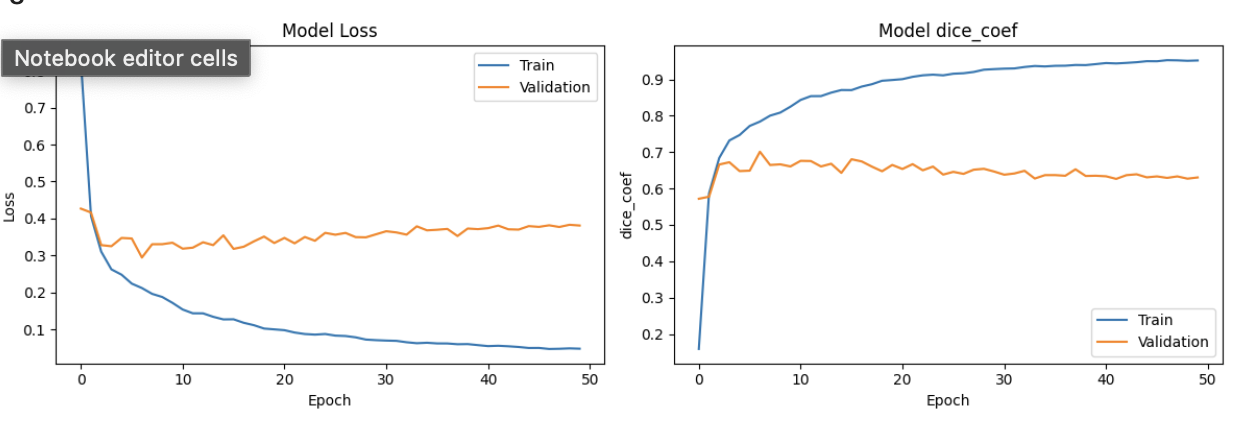 Model Loss
Notebook editor cells
Train
Validation
0.7
0.6
0.5
0.4
0.3
0.2
0.1
Loss
0 10 20 30 40 50
Epoch
Model dice_coef
0.9
0.8
0.7
0.6
0.5
0.4
0.3
0.2
dice_coef
Train
Validation
0 10 20 30 40 50
Epoch